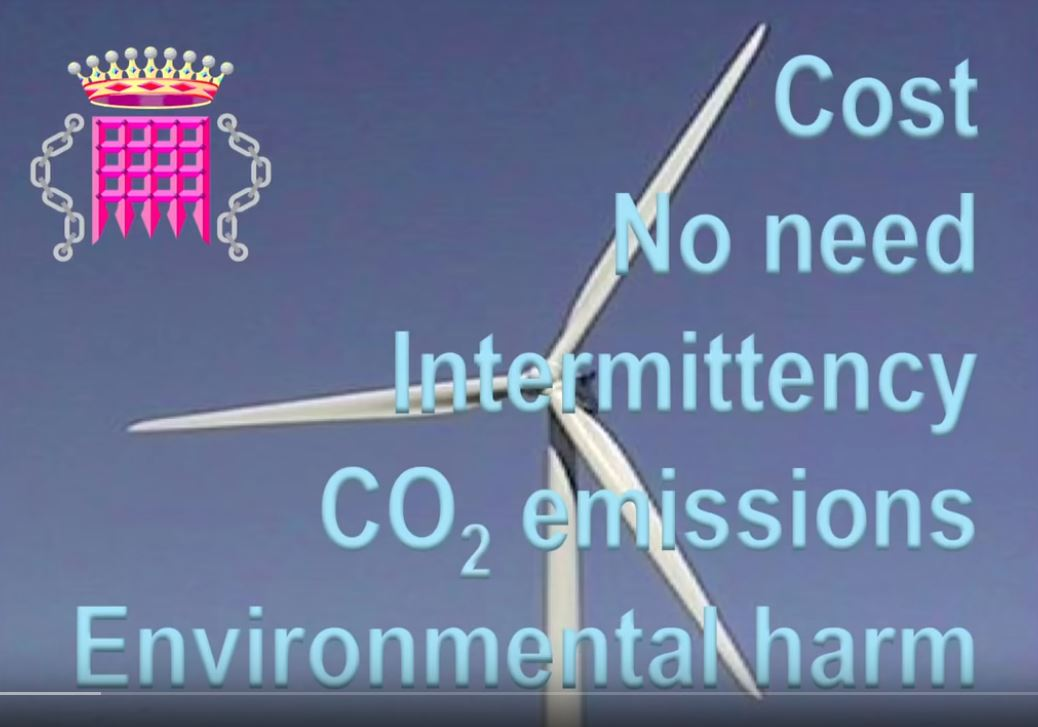 Cost
No need
Intermittency
CO₂ emissions
Environmental harm